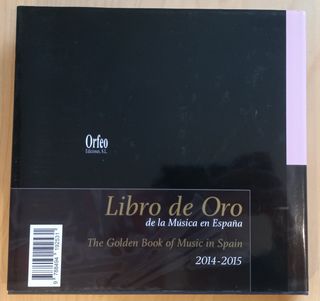 Orfeo
Ediciones, S.L.
Libro de Oro
de la Música en España
The Golden Book of Music in Spain
2014-2015